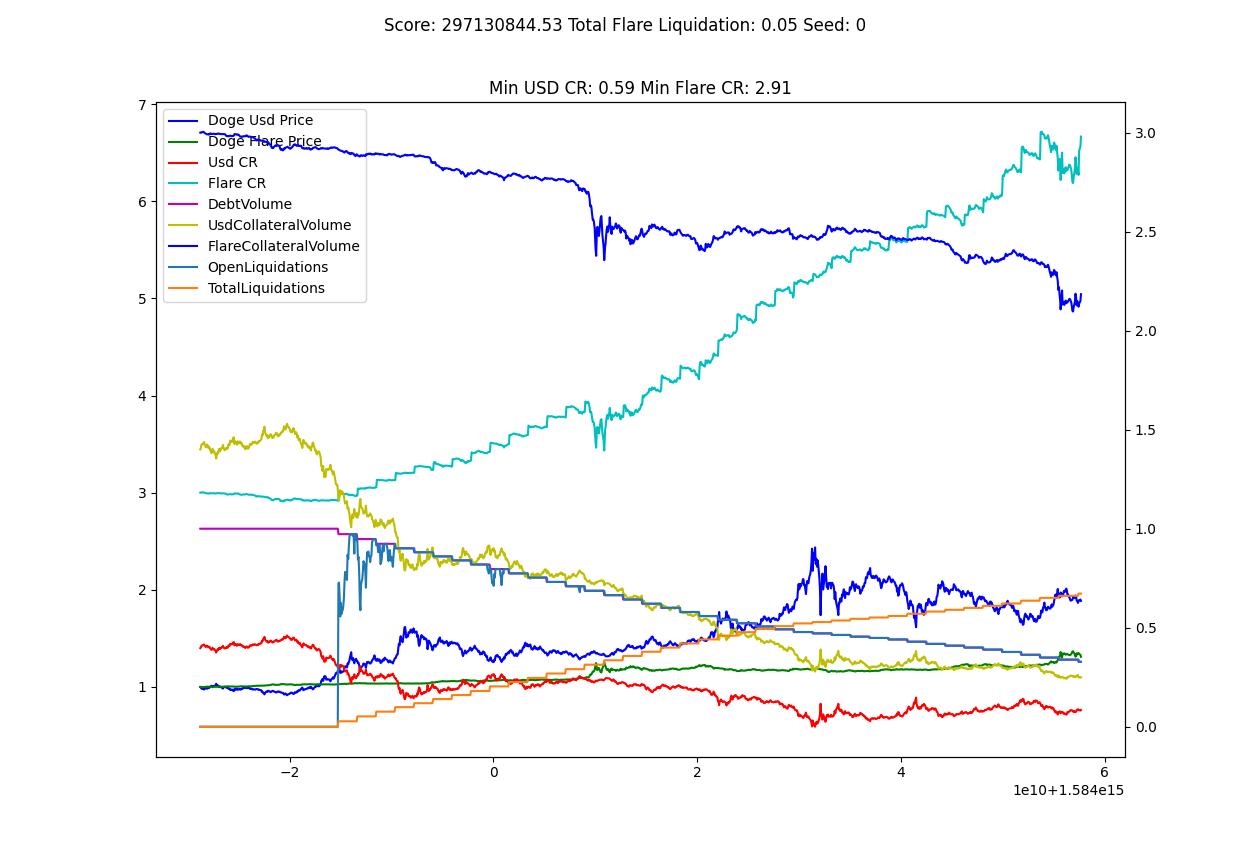 Score: 297130844.53 Total Flare Liquidation: 0.05 Seed: 0
Min USD CR: 0.59 Min Flare CR: 2.91
Doge Usd Price
Doge Flare Price
Usd CR
Flare CR
DebtVolume
UsdCollateralVolume
FlareCollateralVolume
OpenLiquidations
TotalLiquidations
7
6
5
4
3
2
1
3.0
2.5
2.0
1.5
1.0
0.5
0.0
−2
0
2
4
6
1e10+1.584e15